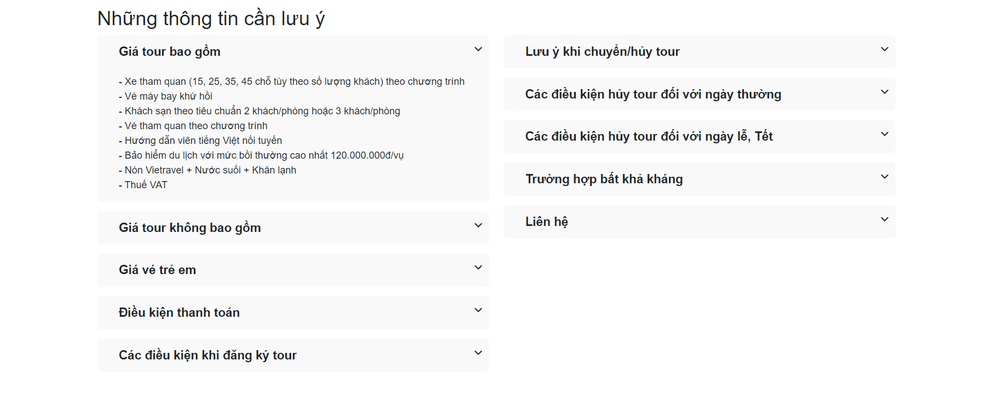 Những thông tin cần lưu ý
Giá tour bao gồm
- Xe tham quan (15, 25, 35, 45 chỗ tùy theo số lượng khách) theo chương trình
- Vé máy bay khứ hồi
- Khách sạn theo tiêu chuẩn 2 khách/phòng hoặc 3 khách/phòng
- Vé tham quan theo chương trình
- Hướng dẫn viên tiếng Việt nối tuyến
- Bảo hiểm du lịch với mức bồi thường cao nhất 120.000.000đ/vụ
- Nón Vietravel + Nước suối + Khăn lạnh
- Thuế VAT
Giá tour không bao gồm
Giá vé trẻ em
Điều kiện thanh toán
Các điều kiện khi đăng ký tour
Lưu ý khi chuyển/hủy tour
Các điều kiện hủy tour đối với ngày thường
Các điều kiện hủy tour đối với ngày lễ, Tết
Trường hợp bất khả kháng
Liên hệ